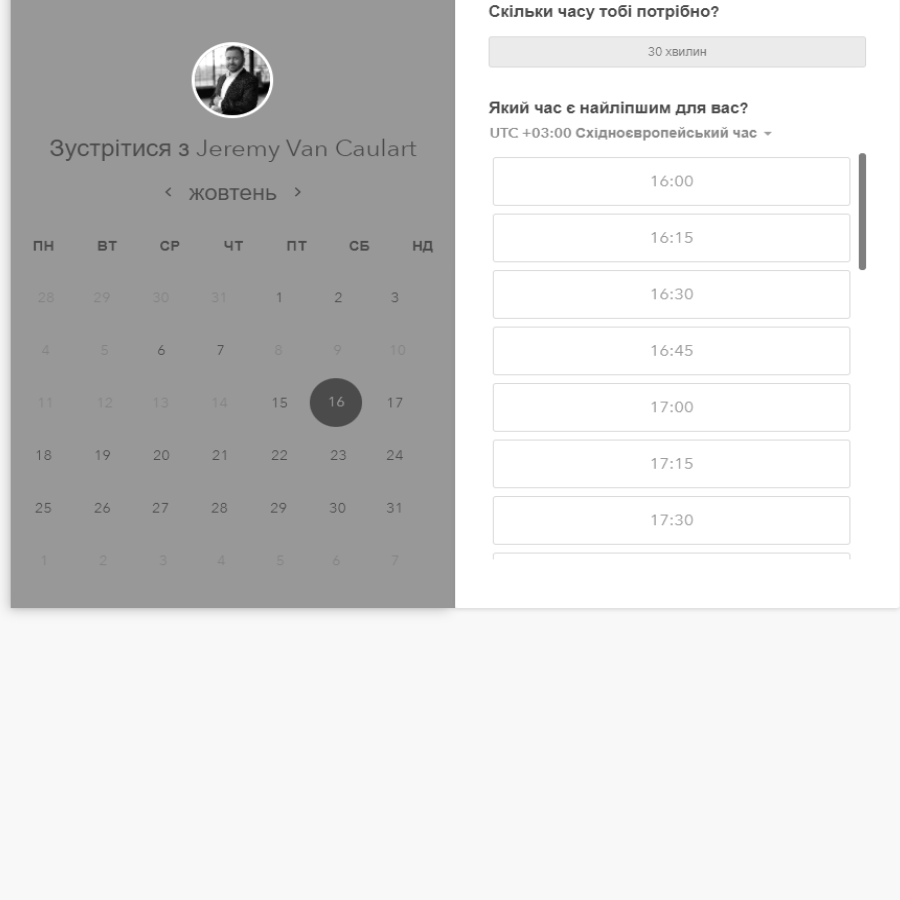 Зустрітися з Jeremy Van Caulart
жовтень
ПН ВТ СР ЧТ ПТ СБ НД
28 29 30 31 1 2 3
4 5 6 7 8 9 10
11 12 13 14 15 16 17
18 19 20 21 22 23 24
25 26 27 28 29 30 31
1 2 3 4 5 6 7
Скільки часу тобі потрібно?
30 хвилин
Який час є найліпшим для вас?
UTC +03:00 Східноєвропейський час
16:00
16:15
16:30
16:45
17:00
17:15
17:30